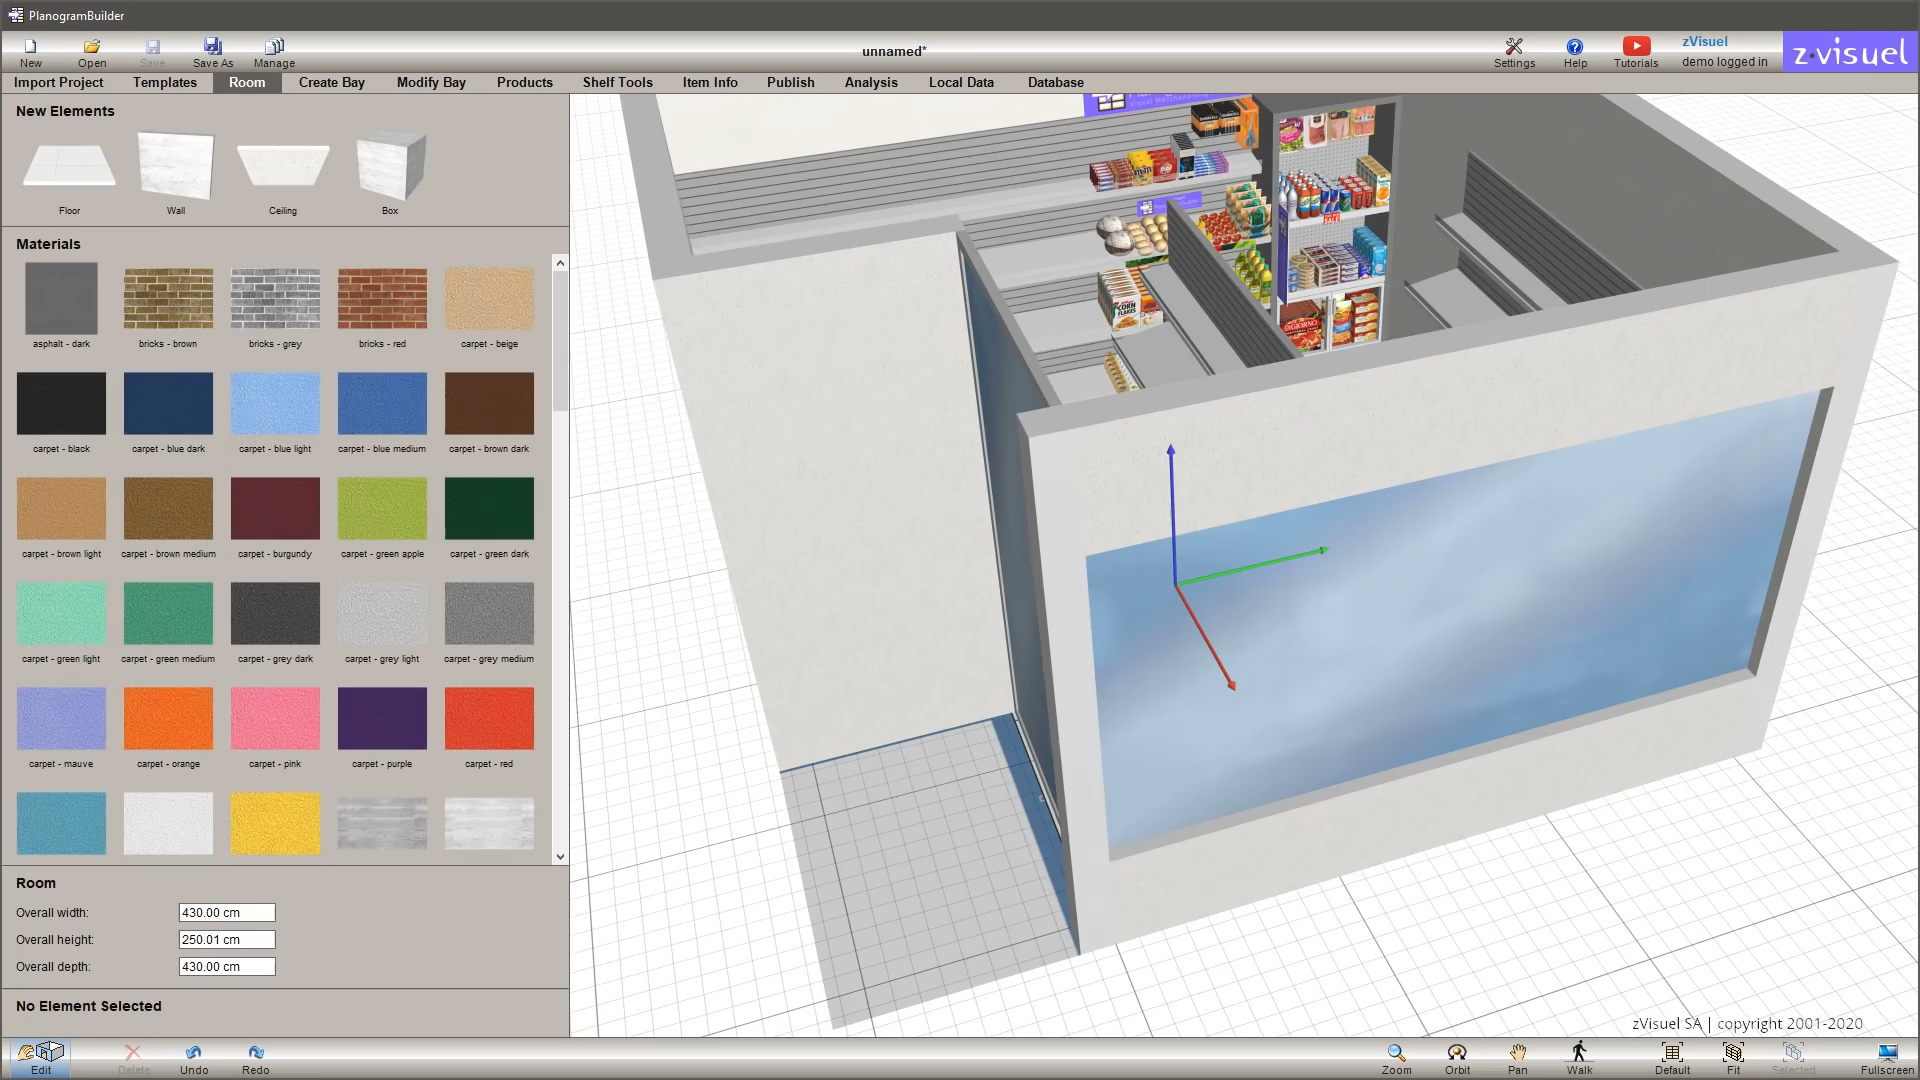 PlanogramBuilder
New Open Save Save As Manage
unnamed*
Settings Help Tutorials
zVisuel
demo logged in
z·visuel
Import Project Templates Room Create Bay Modify Bay Products Shelf Tools Item Info Publish Analysis Local Data Database
New Elements
Floor Wall Ceiling Box
Materials
asphalt - dark bricks - brown bricks - grey bricks - red carpet - beige
carpet - black carpet - blue dark carpet - blue light carpet - blue medium carpet - brown dark
carpet - brown light carpet - brown medium carpet - burgundy carpet - green apple carpet - green dark
carpet - green light carpet - green medium carpet - grey dark carpet - grey light carpet - grey medium
carpet - mauve carpet - orange carpet - pink carpet - purple carpet - red
Room
Overall width: 430.00 cm
Overall height: 250.01 cm
Overall depth: 430.00 cm
No Element Selected
DURACELL
m&m's
CORN
FLAKES
DIGIORNO
zVisuel SA | copyright 2001-2020
Edit Delete Undo Redo
Zoom Orbit Pan Walk Default Fit Selected Fullscreen